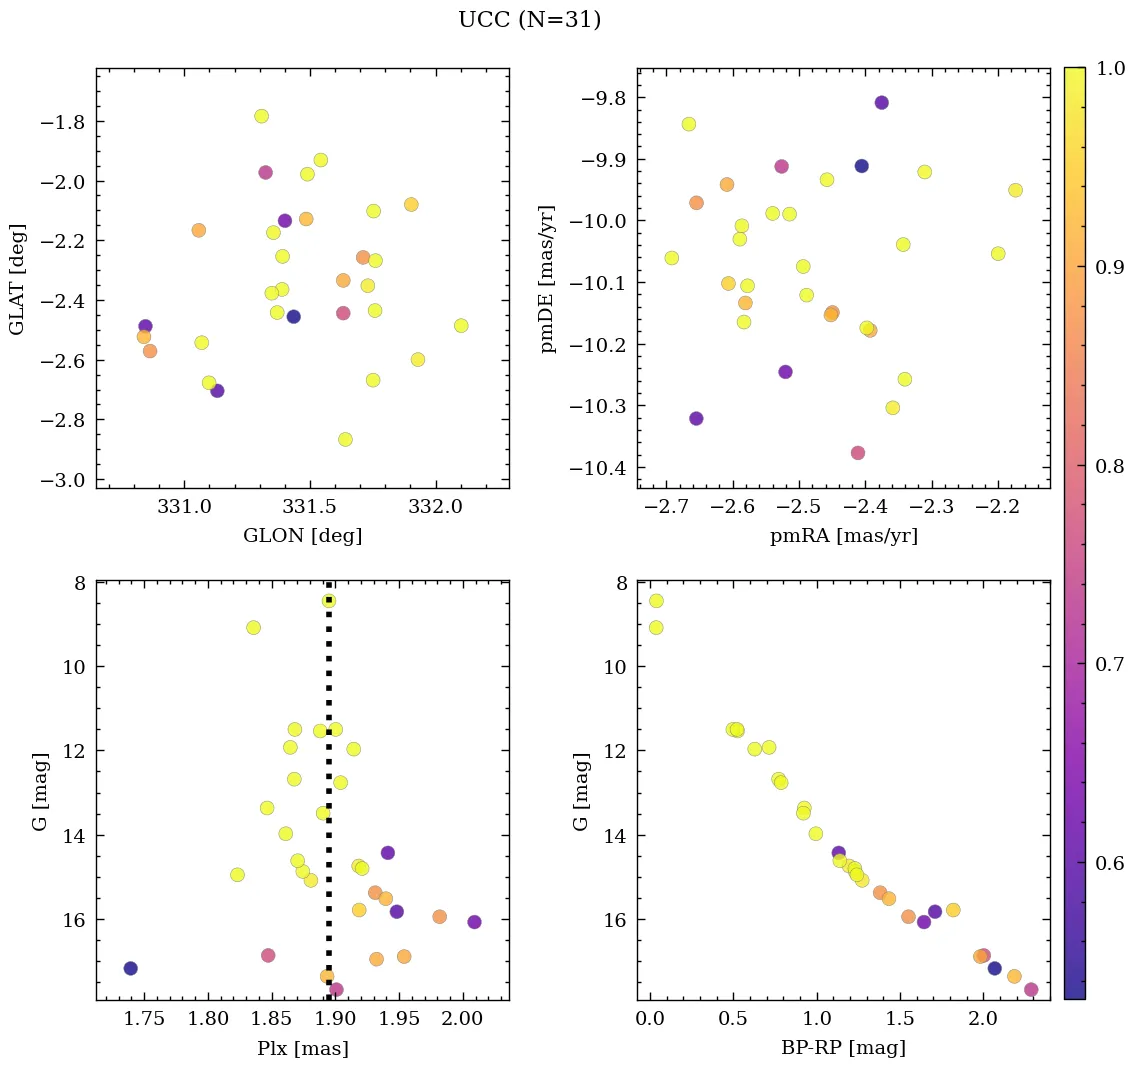 UCC (N=31)
−1.8
−2.0
−2.2
−2.4
−2.6
−2.8
−3.0
GLAT [deg]
331.0 331.5 332.0
GLON [deg]
−9.8
−9.9
−10.0
−10.1
−10.2
−10.3
−10.4
pmDE [mas/yr]
−2.7 −2.6 −2.5 −2.4 −2.3 −2.2
pmRA [mas/yr]
8
10
12
14
16
G [mag]
1.75 1.80 1.85 1.90 1.95 2.00
Plx [mas]
8
10
12
14
16
G [mag]
0.0 0.5 1.0 1.5 2.0
BP-RP [mag]
1.0
0.9
0.8
0.7
0.6